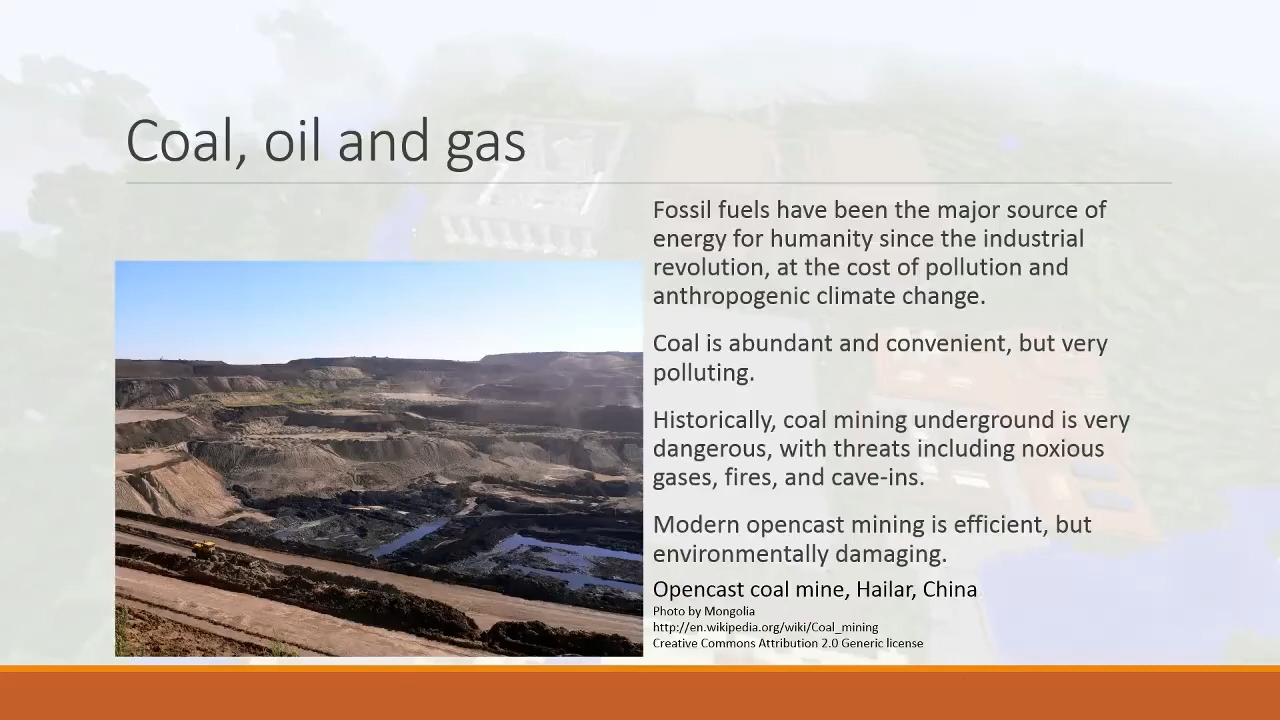 Coal, oil and gas
Fossil fuels have been the major source of
energy for humanity since the industrial
revolution, at the cost of pollution and
anthropogenic climate change.
Coal is abundant and convenient, but very
polluting.
Historically, coal mining underground is very
dangerous, with threats including noxious
gases, fires, and cave-ins.
Modern opencast mining is efficient, but
environmentally damaging.
Opencast coal mine, Hailar, China
Photo by Mongolia
http://en.wikipedia.org/wiki/Coal_mining
Creative Commons Attribution 2.0 Generic license